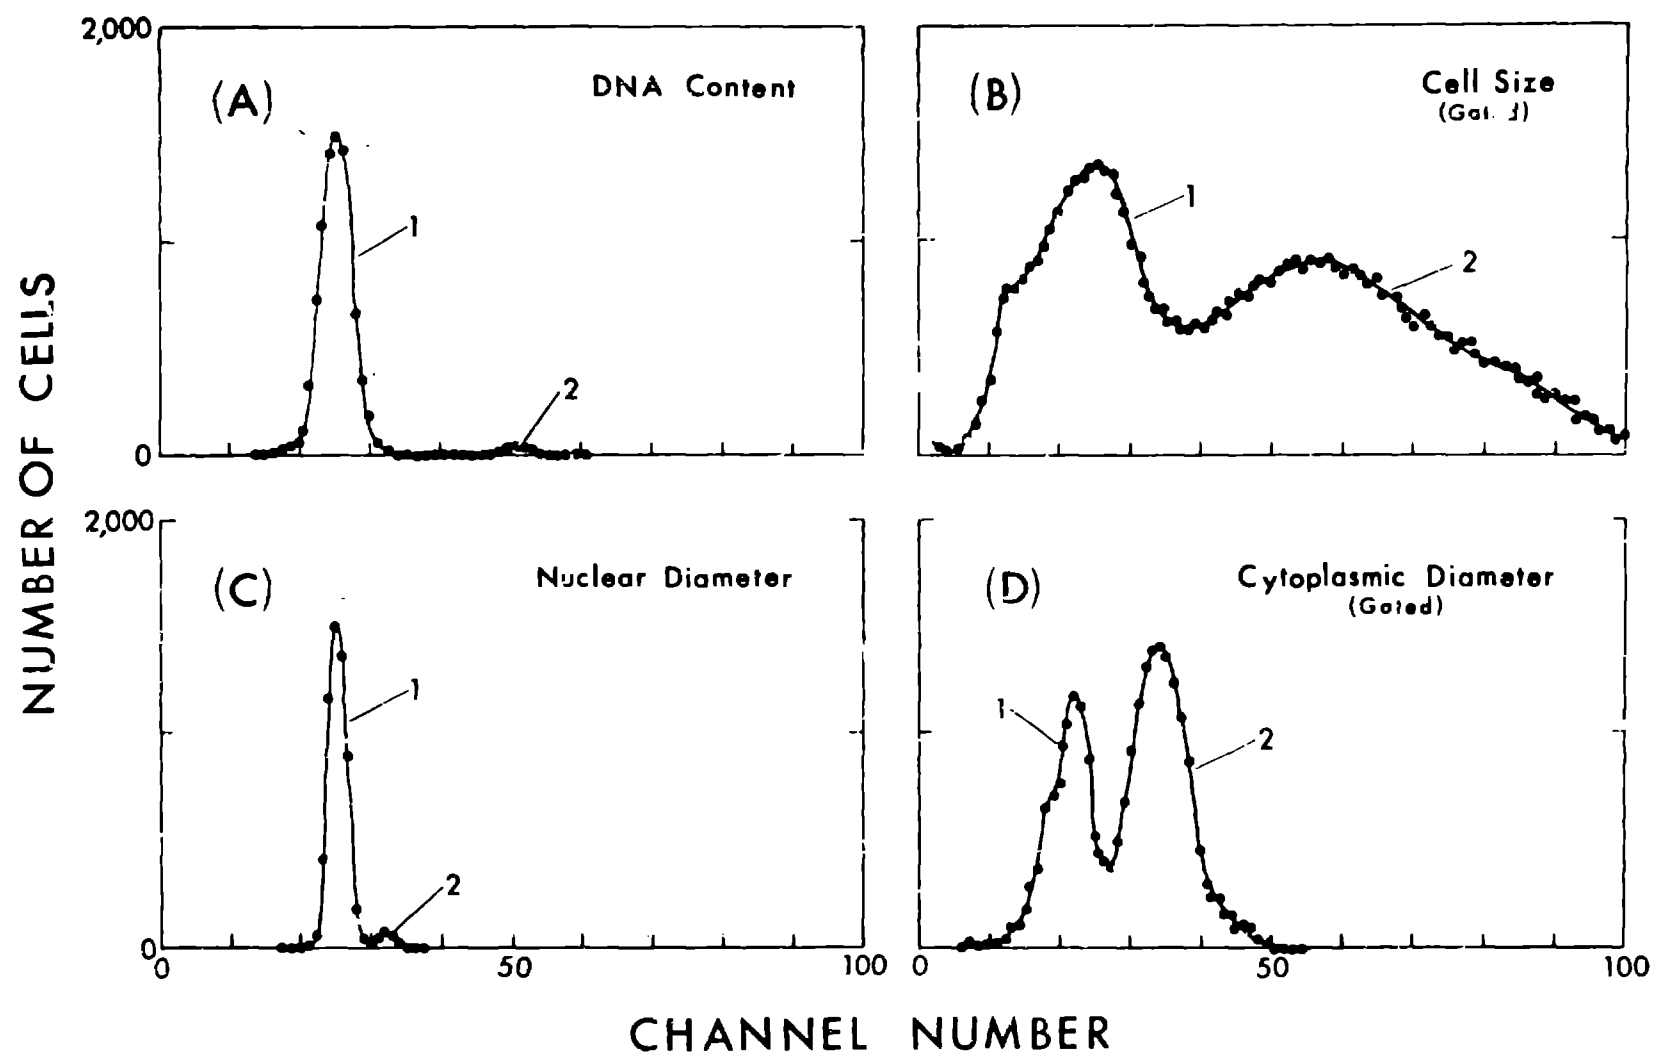 2,000
(A)
DNA Content
1
2
0
(B)
Cell Size
1
2
2,000
(C)
Nuclear Diameter
1
2
0
0
50
100
(D)
Cytoplasmic Diameter
(Gated)
1
2
0
50
100
NUMBER OF CELLS
CHANNEL NUMBER